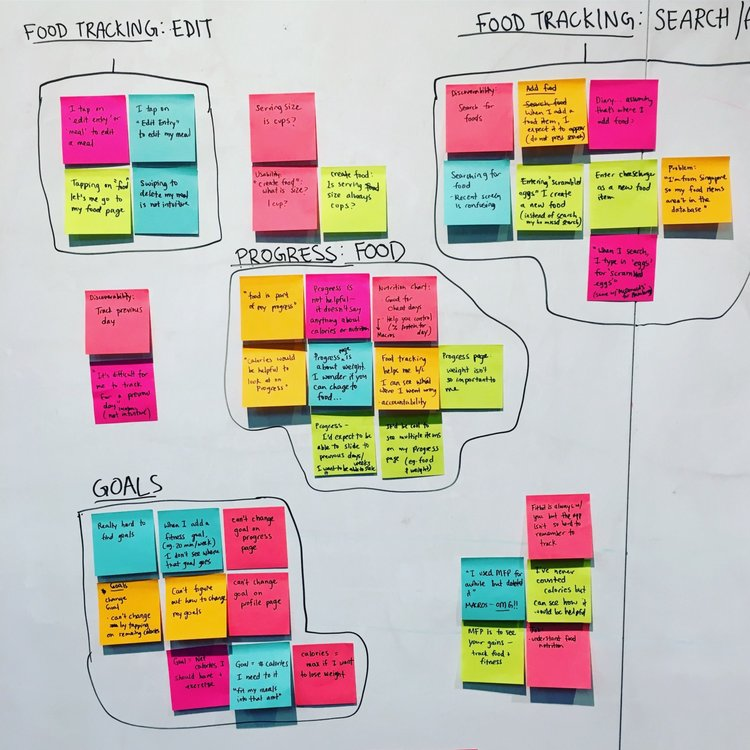 FOOD TRACKING: EDIT
I tap on
"edit entry" or
"meal" to edit
a meal
I tap on
"Edit Entry"
to edit my meal
Tapping on "food"
let's me go to
my food page
Swiping to
delete my meal
is not intuitive
Serving size
is cups?
Usability:
"create food":
what is size?
1 cup?
create food:
Is serving food
size always
cups?
FOOD TRACKING: SEARCH /A
Discoverability:
Search for
foods
Add food
Search food
When I add a
food item, I
expect it to appear
(do not press search)
Diary... assuming
that's where I
add food.
Searching for
food
- Recent screen
is confusing
Entering "scrambled
eggs" I create
a new food
(instead of search,
Enter cheeseburger
as a new food
item
Problem:
"I'm from Singapore
so my food items
aren't in the
database"
"When I search,
I type in 'eggs'
for 'scrambled
eggs'
PROGRESS: FOOD
"food is part
of my progress"
Progress is
not helpful—
it doesn't say
anything about
calories or nutrition
Nutrition chart:
- Good for
cheat days
- Help you control
Macros
(% protein for
day)
"Calories would
be helpful to
look at on
Progress"
Progress page is
about weight.
I wonder if you
can change to
food...
Food tracking
helps me b/c
I can see what
where I went wrong
- accountability
Progress page:
weight isn't
so important to
me
Progress —
I'd expect to be
able to slide to
previous days/
weekly
I want to be able to slide
It'd be cool to
see multiple items
on my Progress
page
(eg. food
& weight)
Discoverability:
Track previous
day
"It's difficult for
me to track
for a previous
day"
(not intuitive)
GOALS
Really hard to
find goals
When I add a
fitness goal,
(eg. 20 min/week)
I don't see where
that goal goes
can't change
goal on
progress
page
Goals
change
Goal
- can't change
by tapping
on remaining calories
Can't figure
out how to change
my goals
Can't change
goal on
profile page
Goal = Net
calories I
should have +
exercise
Goal = # calories
I need to
"fit my meals
into that amt"
calories =
max if I want
to lose weight
Fitbit is always w/
you but the app
isn't so hard to
remember to
track
"I used MFP for
awhile but deleted
it"
MACROS - OMG!!
I've never
counted
calories but
can see how it
would be helpful
MFP is to see
your gains —
track food +
fitness
understand food
nutrition